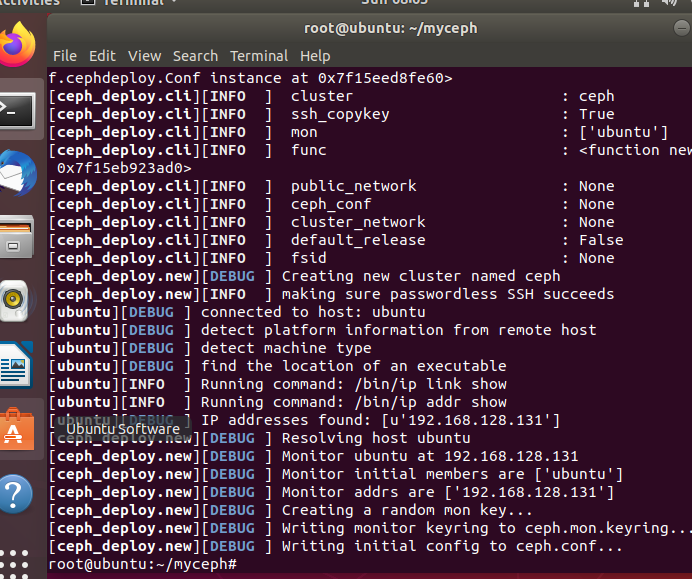 Activities Terminal Sun 08:05
root@ubuntu: ~/myceph
File Edit View Search Terminal Help
f.cephdeploy.Conf instance at 0x7f15eed8fe60>
[ceph_deploy.cli][INFO  ]  cluster                       : ceph
[ceph_deploy.cli][INFO  ]  ssh_copykey                   : True
[ceph_deploy.cli][INFO  ]  mon                           : ['ubuntu']
[ceph_deploy.cli][INFO  ]  func                          : <function new
 0x7f15eb923ad0>
[ceph_deploy.cli][INFO  ]  public_network                : None
[ceph_deploy.cli][INFO  ]  ceph_conf                     : None
[ceph_deploy.cli][INFO  ]  cluster_network               : None
[ceph_deploy.cli][INFO  ]  default_release               : False
[ceph_deploy.cli][INFO  ]  fsid                          : None
[ceph_deploy.new][DEBUG ] Creating new cluster named ceph
[ceph_deploy.new][INFO  ] making sure passwordless SSH succeeds
[ubuntu][DEBUG ] connected to host: ubuntu
[ubuntu][DEBUG ] detect platform information from remote host
[ubuntu][DEBUG ] detect machine type
[ubuntu][DEBUG ] find the location of an executable
[ubuntu][INFO  ] Running command: /bin/ip link show
[ubuntu][INFO  ] Running command: /bin/ip addr show
[ubuntu][DEBUG ] IP addresses found: [u'192.168.128.131']
Ubuntu Software
[ceph_deploy.new][DEBUG ] Resolving host ubuntu
[ceph_deploy.new][DEBUG ] Monitor ubuntu at 192.168.128.131
[ceph_deploy.new][DEBUG ] Monitor initial members are ['ubuntu']
[ceph_deploy.new][DEBUG ] Monitor addrs are ['192.168.128.131']
[ceph_deploy.new][DEBUG ] Creating a random mon key...
[ceph_deploy.new][DEBUG ] Writing monitor keyring to ceph.mon.keyring...
[ceph_deploy.new][DEBUG ] Writing initial config to ceph.conf...
root@ubuntu:~/myceph#